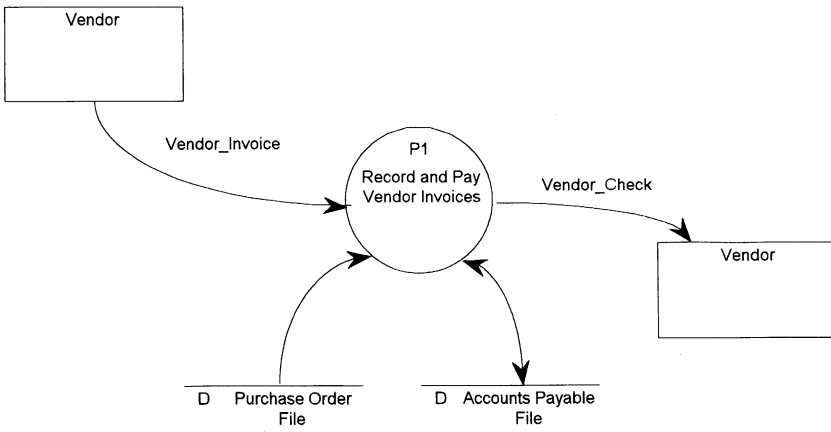 Vendor
Vendor_Invoice
P1
Record and Pay
Vendor Invoices
Vendor_Check
Vendor
D Purchase Order
File
D Accounts Payable
File